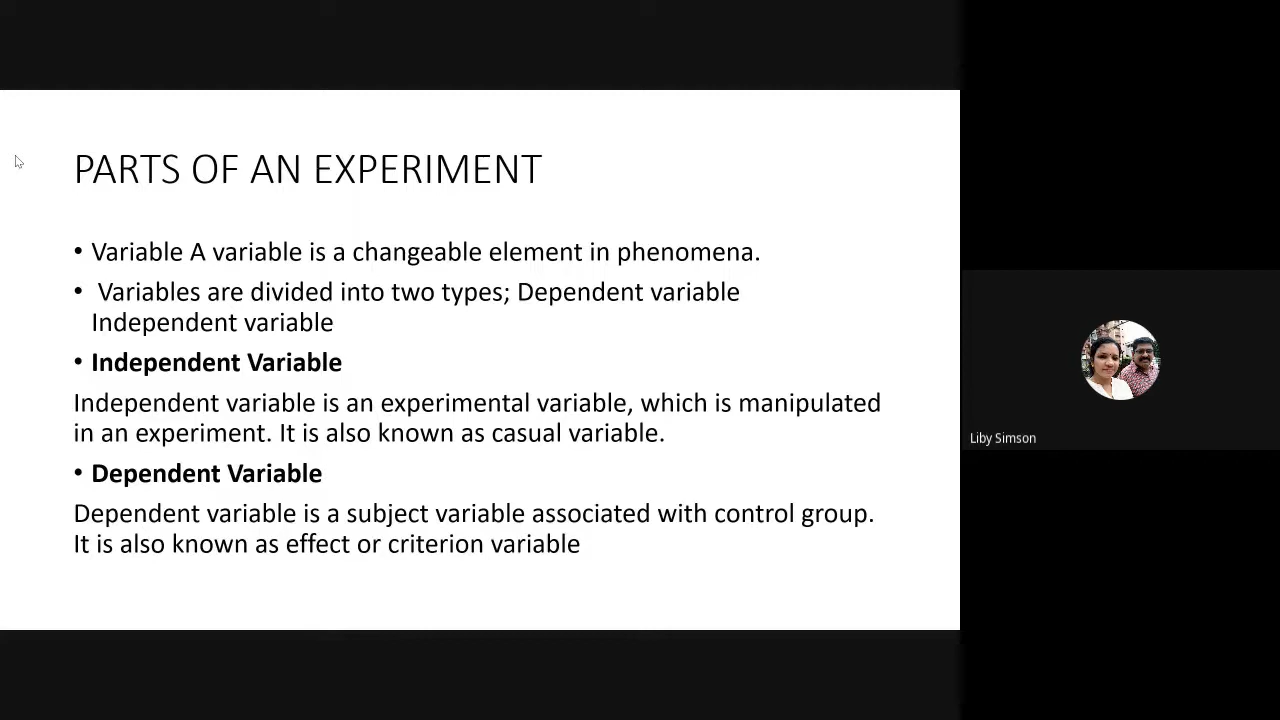 PARTS OF AN EXPERIMENT
• Variable A variable is a changeable element in phenomena.
• Variables are divided into two types; Dependent variable
Independent variable
• Independent Variable
Independent variable is an experimental variable, which is manipulated
in an experiment. It is also known as casual variable.
• Dependent Variable
Dependent variable is a subject variable associated with control group.
It is also known as effect or criterion variable
Liby Simson